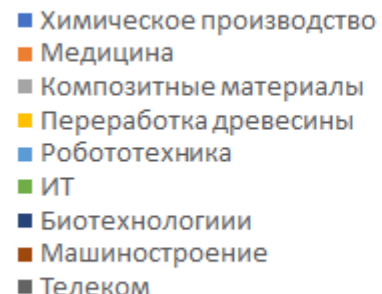 Химическое производство
Медицина
Композитные материалы
Переработка древесины
Робототехника
ИТ
Биотехнологиии
Машиностроение
Телеком